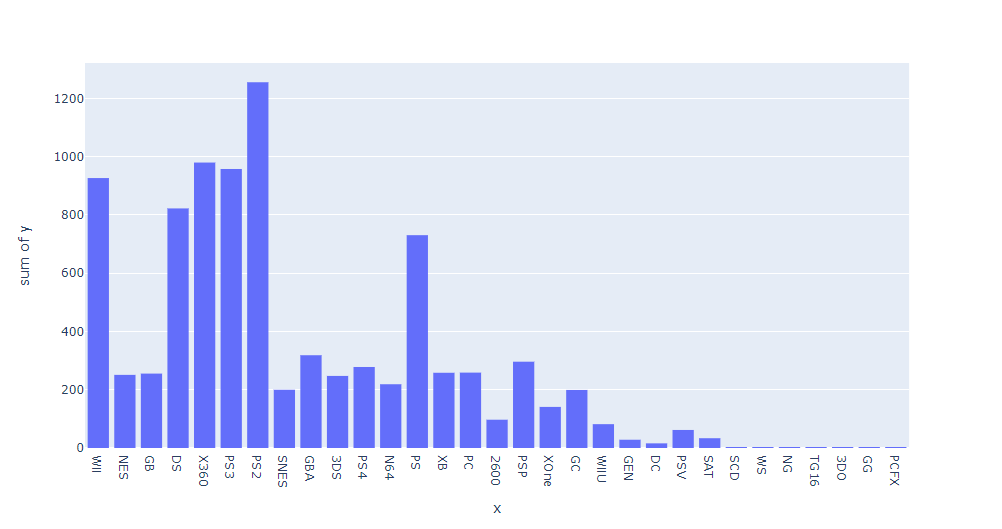 1200
1000
800
600
400
200
0
sum of y
WII NES GB DS X360 PS3 PS2 SNES GBA 3DS PS4 N64 PS XB PC 2600 PSP XOne GC WIIU GEN DC PSV SAT SCD WS NG TG16 3DO GG PCFX
x